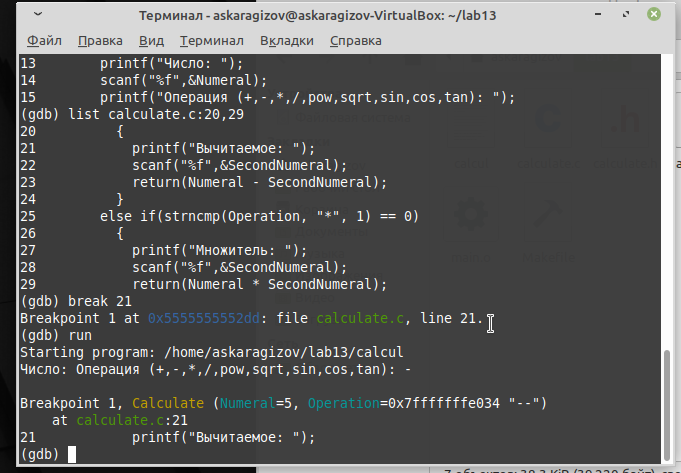 Терминал - askaragizov@askaragizov-VirtualBox: ~/lab13
Файл Правка Вид Терминал Вкладки Справка
13        printf("Число: ");
14        scanf("%f",&Numeral);
15        printf("Операция (+,-,*,/,pow,sqrt,sin,cos,tan): ");
(gdb) list calculate.c:20,29
20          {
21            printf("Вычитаемое: ");
22            scanf("%f",&SecondNumeral);
23            return(Numeral - SecondNumeral);
24          }
25        else if(strncmp(Operation, "*", 1) == 0)
26          {
27            printf("Множитель: ");
28            scanf("%f",&SecondNumeral);
29            return(Numeral * SecondNumeral);
(gdb) break 21
Breakpoint 1 at 0x5555555552dd: file calculate.c, line 21.
(gdb) run
Starting program: /home/askaragizov/lab13/calcul
Число: Операция (+,-,*,/,pow,sqrt,sin,cos,tan): -
Breakpoint 1, Calculate (Numeral=5, Operation=0x7fffffffe034 "--")
    at calculate.c:21
21            printf("Вычитаемое: ");
(gdb)